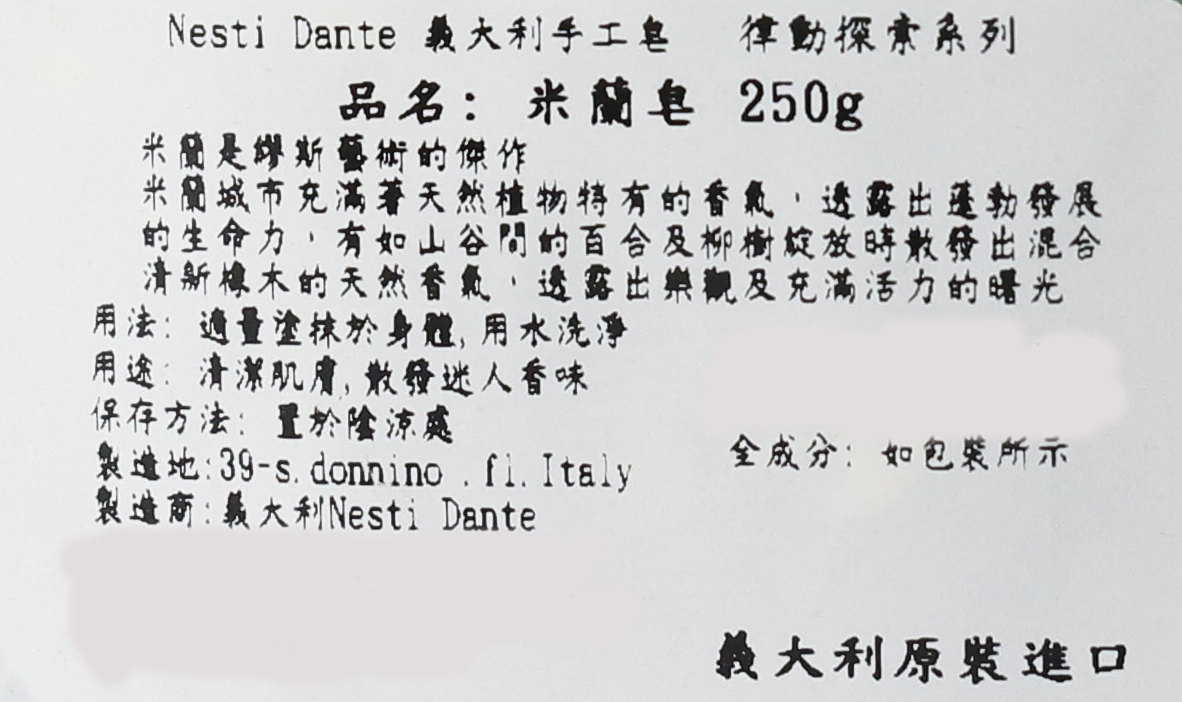 Nesti Dante 義大利手工皂 律動探索系列
品名: 米蘭皂 250g
米蘭是繆斯藝術的傑作
米蘭城市充滿著天然植物特有的香氣，透露出蓬勃發展
的生命力，有如山谷間的百合及柳樹綻放時散發出混合
清新橡木的天然香氣，透露出樂觀及充滿活力的曙光
用法: 適量塗抹於身體,用水洗淨
用途: 清潔肌膚,散發迷人香味
保存方法: 置於陰涼處
全成分: 如包裝所示
製造地:39-s.donnino .fl.Italy
製造商:義大利Nesti Dante
義大利原裝進口